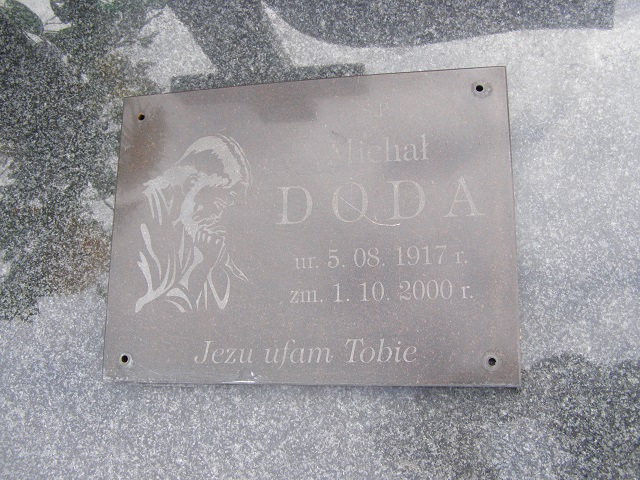 Ś.P.
Michał
DODA
ur. 5. 08. 1917 r.
zm. 1. 10. 2000 r.
Jezu ufam Tobie